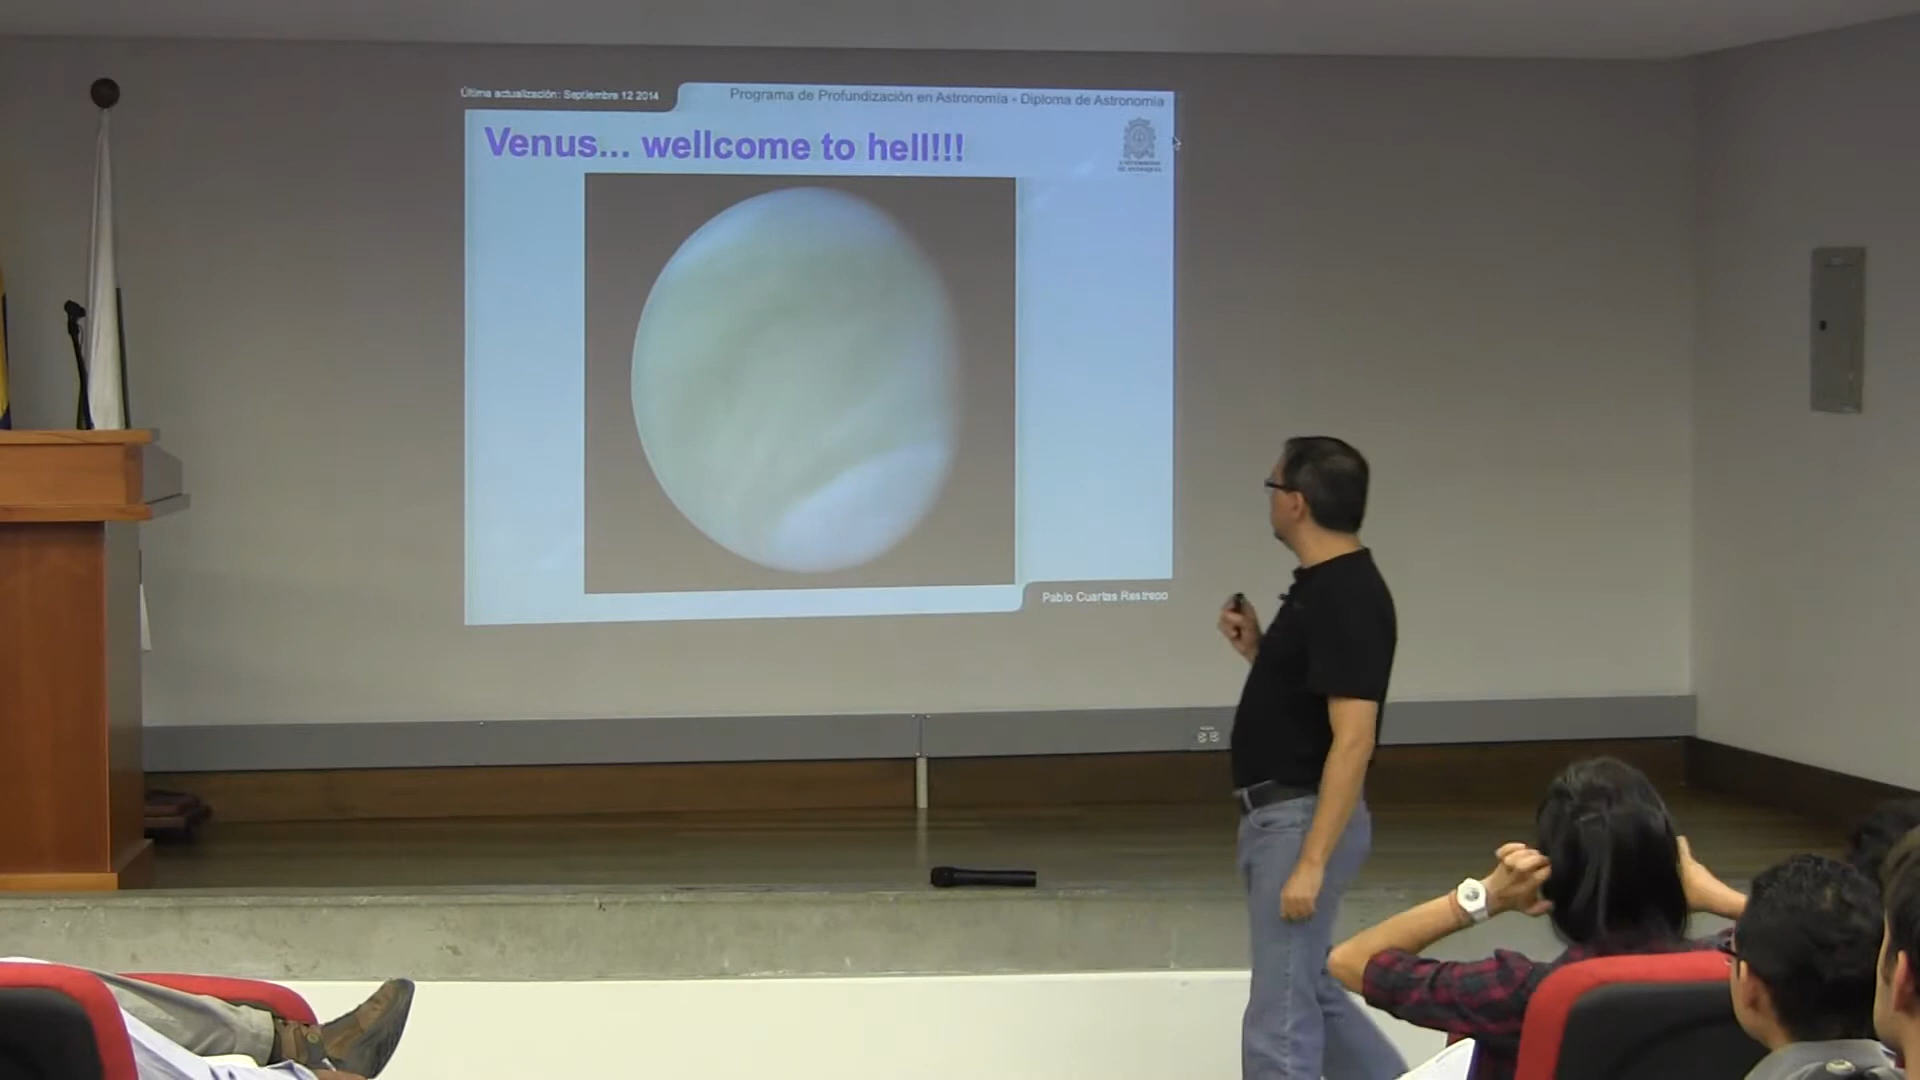 Última actualización: Septiembre 12 2014
Programa de Profundización en Astronomía - Diploma de Astronomía
Venus... wellcome to hell!!!
Pablo Cuartas Restrepo